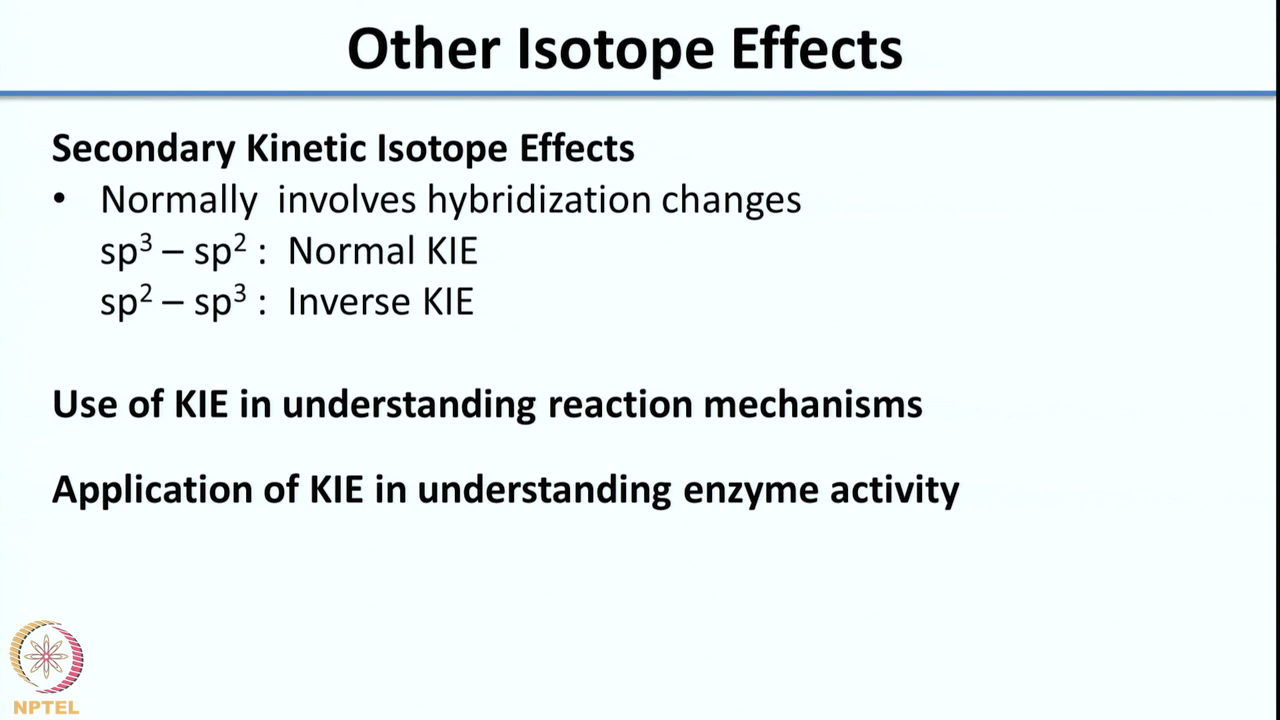 Other Isotope Effects
Secondary Kinetic Isotope Effects
• Normally involves hybridization changes
sp³ – sp² : Normal KIE
sp² – sp³ : Inverse KIE
Use of KIE in understanding reaction mechanisms
Application of KIE in understanding enzyme activity
NPTEL